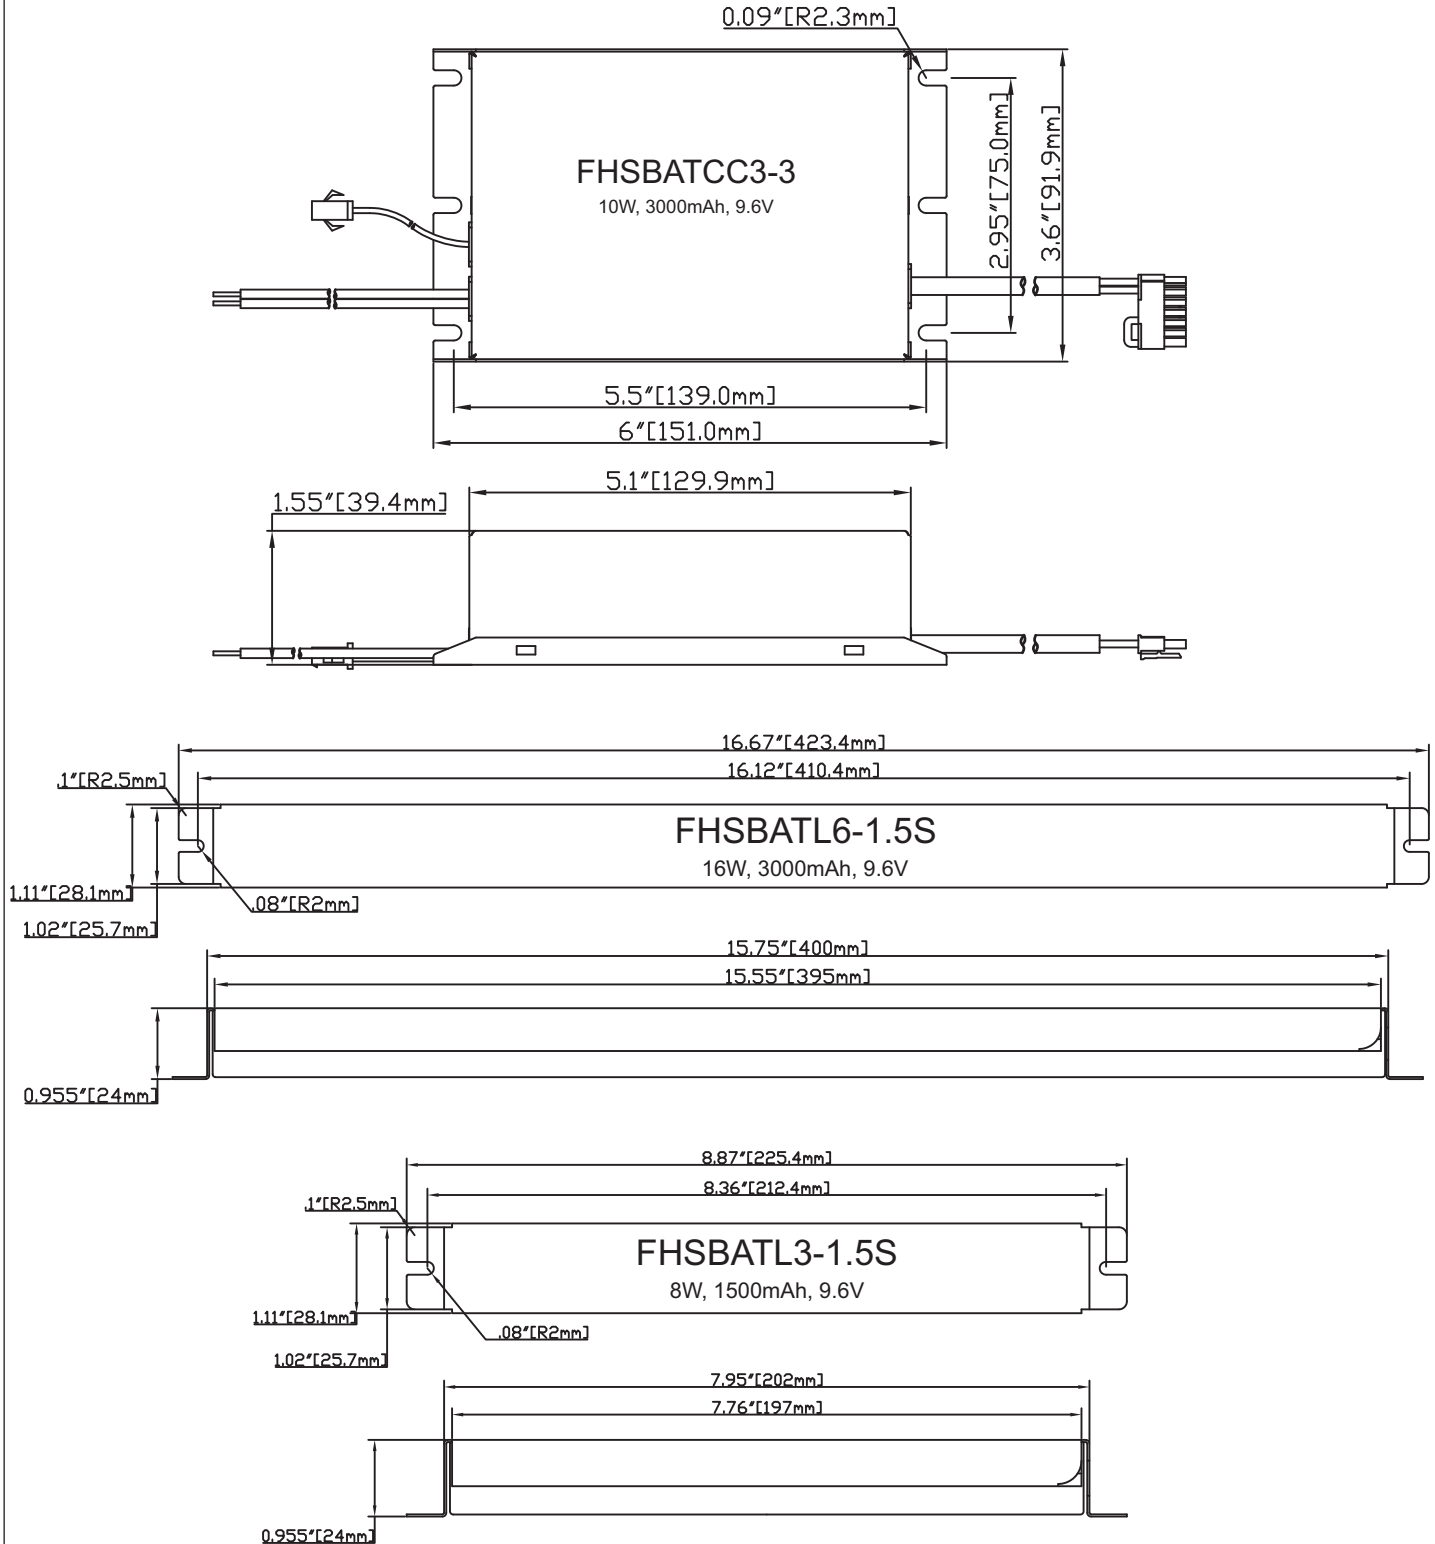 0.09"[R2.3mm]
FHSBATCC3-3
10W, 3000mAh, 9.6V
2.95"[75.0mm]
3.6"[91.9mm]
5.5"[139.0mm]
6"[151.0mm]
5.1"[129.9mm]
1.55"[39.4mm]
16.67"[423.4mm]
16.12"[410.4mm]
.1"[R2.5mm]
FHSBATL6-1.5S
16W, 3000mAh, 9.6V
1.11"[28.1mm]
.08"[R2mm]
1.02"[25.7mm]
15.75"[400mm]
15.55"[395mm]
0.955"[24mm]
8.87"[225.4mm]
8.36"[212.4mm]
.1"[R2.5mm]
FHSBATL3-1.5S
8W, 1500mAh, 9.6V
1.11"[28.1mm]
.08"[R2mm]
1.02"[25.7mm]
7.95"[202mm]
7.76"[197mm]
0.955"[24mm]